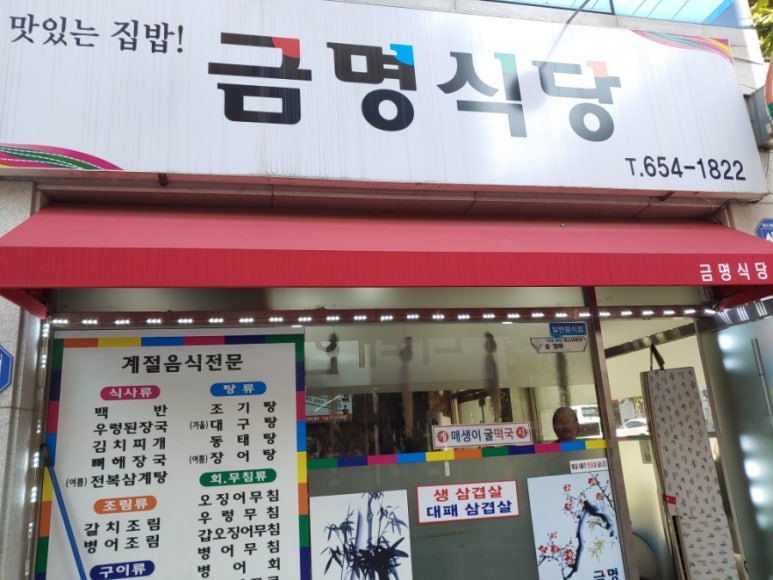 맛있는 집밥!
금명식당
T.654-1822
금명식당
일반음식점
계절음식전문
식사류
백반
우렁된장국
김치찌개
뼈해장국
(여름) 전복삼계탕
조림류
갈치조림
병어조림
구이류
탕류
조기탕
(겨울) 대구탕
동태탕
(여름) 장어탕
회.무침류
오징어무침
우렁무침
갑오징어무침
병어무침
병어회
개 매생이굴떡국 시
생 삼겹살
대패 삼겹살
금명